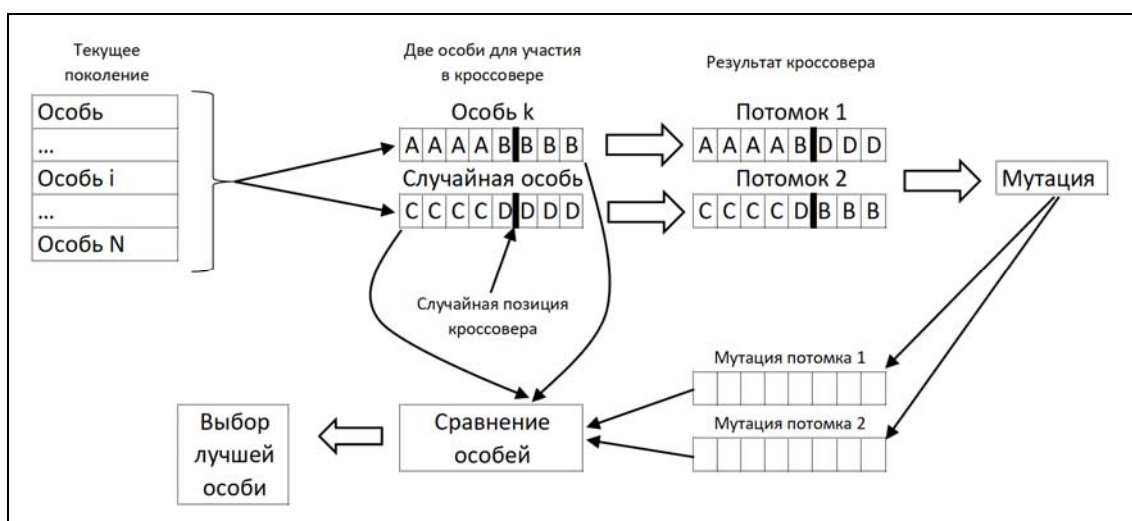 Текущее
поколение
Особь
...
Особь i
...
Особь N
Две особи для участия
в кроссовере
Особь k
A A A A B B B B
Случайная особь
C C C C D D D D
Случайная позиция
кроссовера
Результат кроссовера
Потомок 1
A A A A B D D D
Потомок 2
C C C C D B B B
Мутация
Мутация потомка 1
Мутация потомка 2
Сравнение
особей
Выбор
лучшей
особи